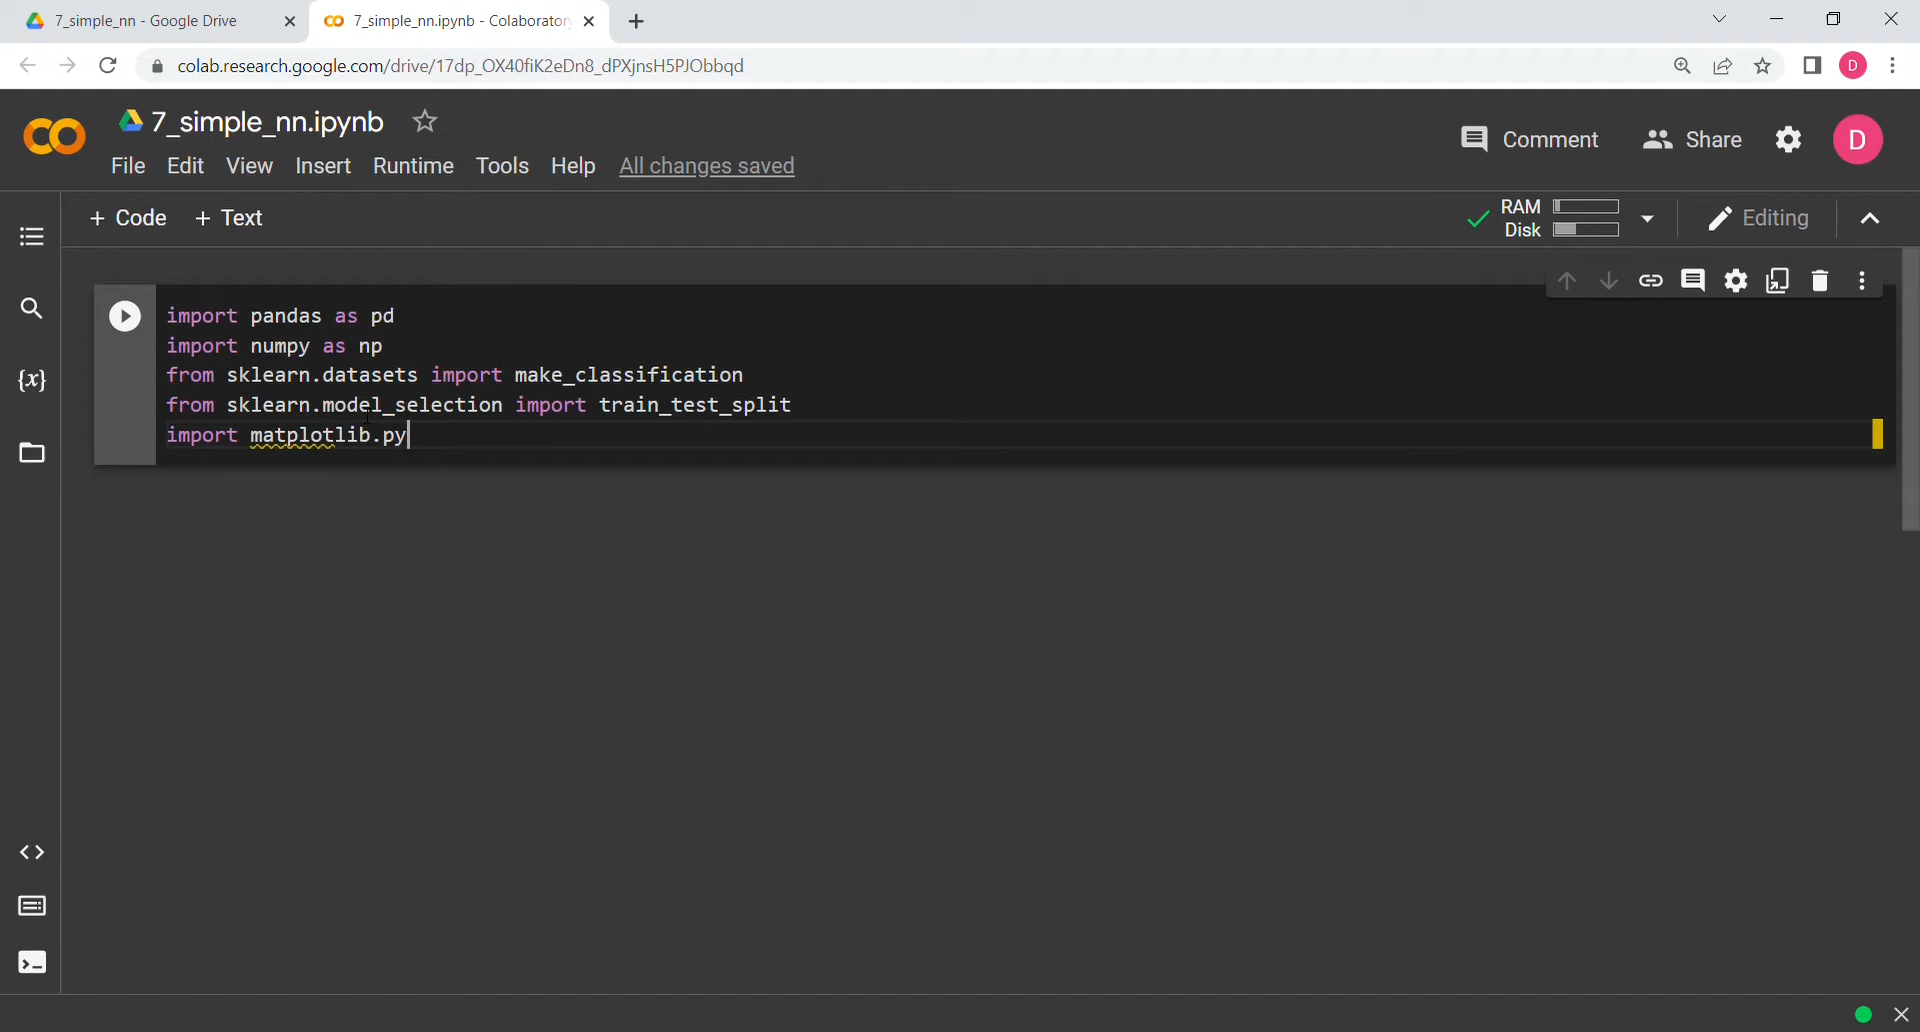 7_simple_nn - Google Drive
7_simple_nn.ipynb - Colaborator
colab.research.google.com/drive/17dp_OX40fiK2eDn8_dPXjnsH5PJObbqd
D
7_simple_nn.ipynb
Comment
Share
D
File Edit View Insert Runtime Tools Help All changes saved
+ Code + Text
RAM
Disk
Editing
{x}
import pandas as pd
import numpy as np
from sklearn.datasets import make_classification
from sklearn.model_selection import train_test_split
import matplotlib.py